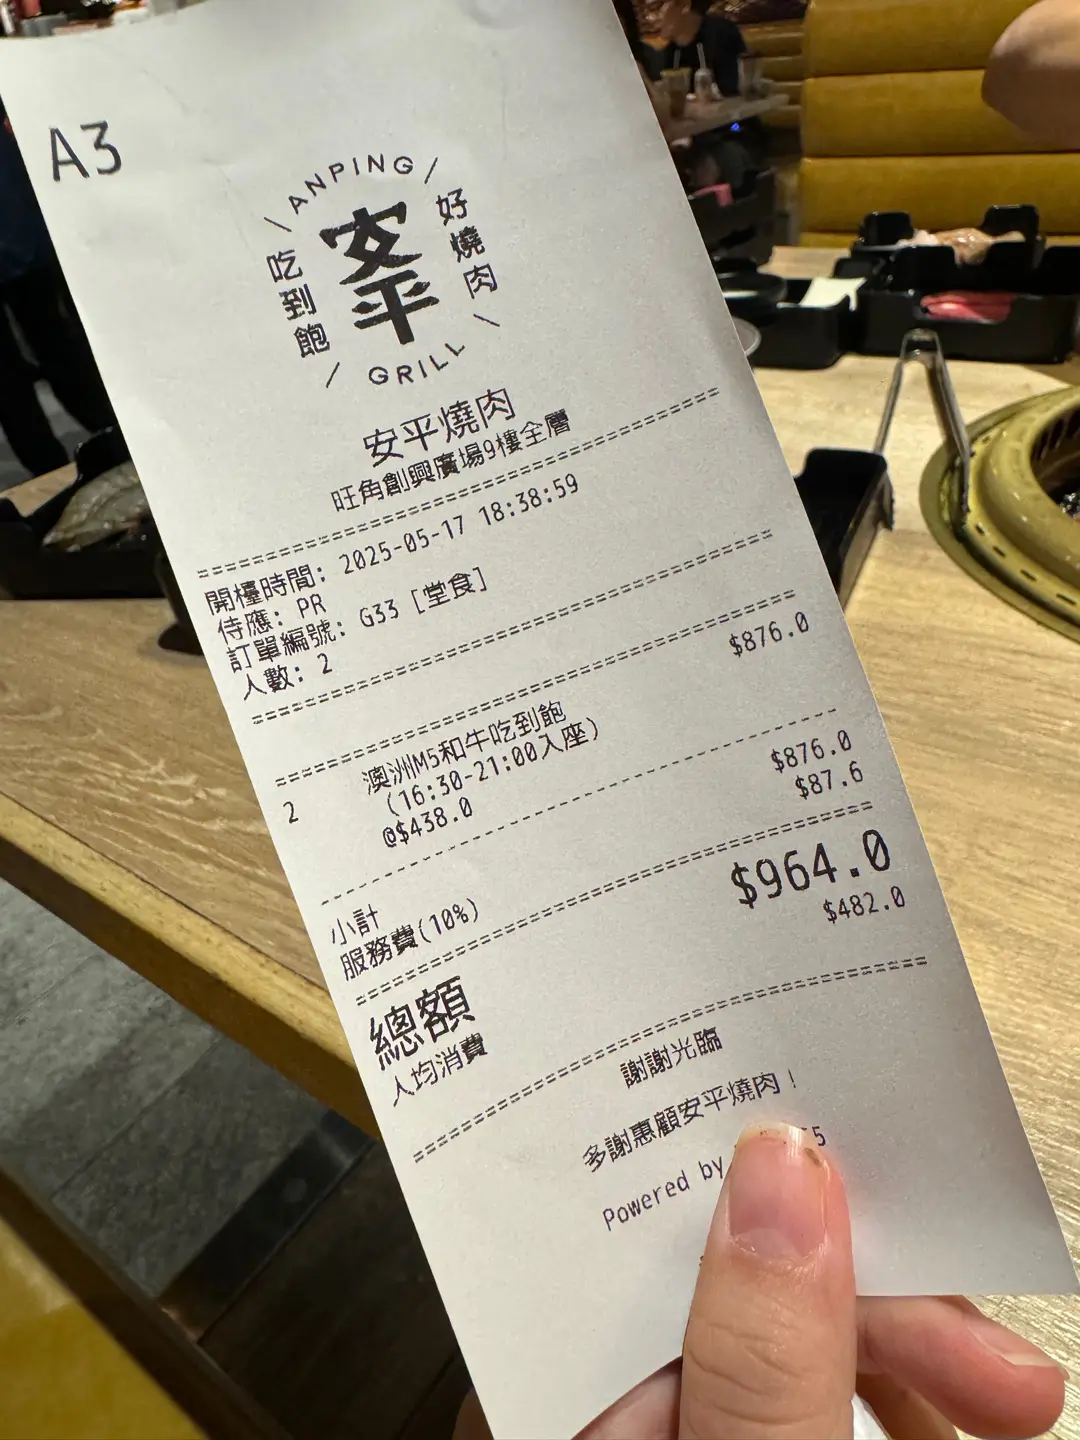 A3
ANPING
吃到飽
安平
好燒肉
GRILL
安平燒肉
旺角創興廣場9樓全層
開檯時間: 2025-05-17 18:38:59
侍應: PR
訂單編號: G33 [堂食]
人數: 2
2 澳洲M5和牛吃到飽 $876.0
(16:30-21:00入座)
@$438.0
小計 $876.0
服務費(10%) $87.6
總額 $964.0
人均消費 $482.0
謝謝光臨
多謝惠顧安平燒肉!
Powered by